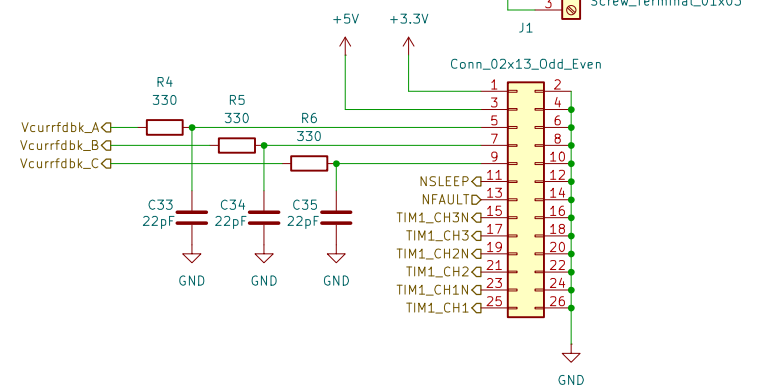 3
Screw_Terminal_01x03
J1
+5V
+3.3V
Conn_02x13_Odd_Even
R4
330
R5
330
R6
330
Vcurrfdbk_A
Vcurrfdbk_B
Vcurrfdbk_C
1 2
3 4
5 6
7 8
9 10
NSLEEP 11 12
NFAULT 13 14
TIM1_CH3N 15 16
TIM1_CH3 17 18
TIM1_CH2N 19 20
TIM1_CH2 21 22
TIM1_CH1N 23 24
TIM1_CH1 25 26
C33
22pF
C34
22pF
C35
22pF
GND
GND
GND
GND